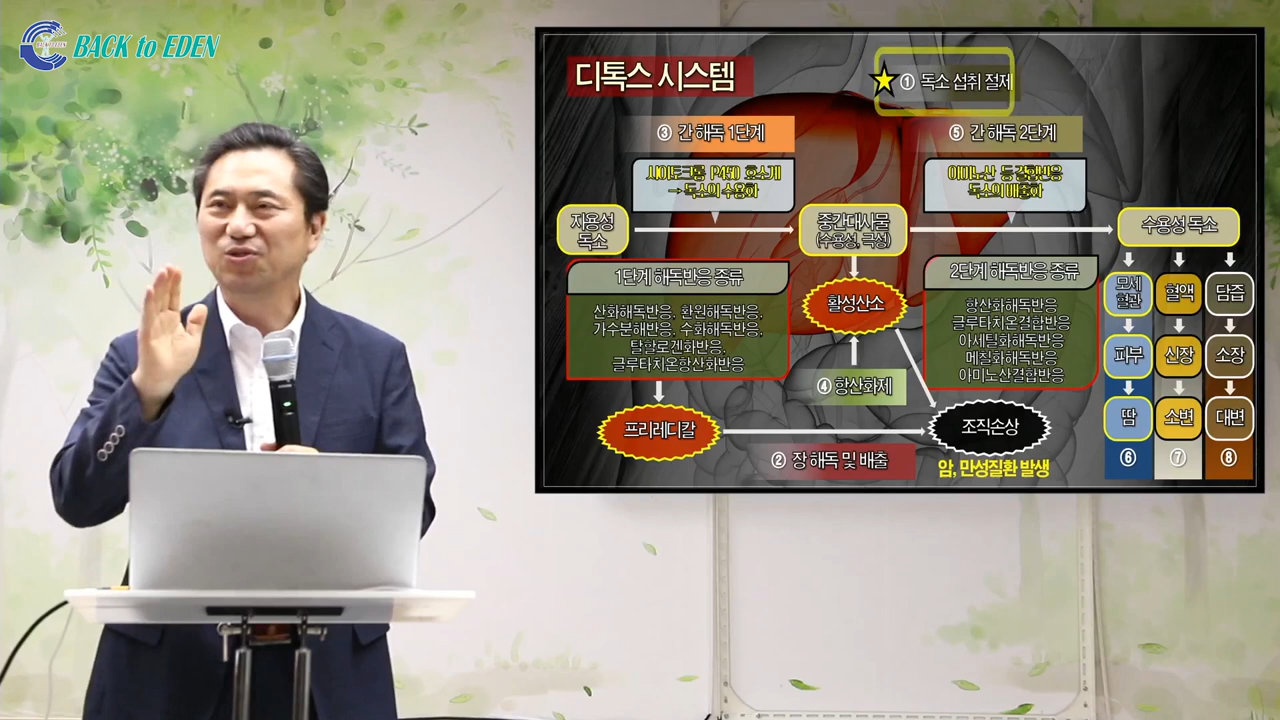 BACK to EDEN
디톡스 시스템
① 독소 섭취 절제
③ 간 해독 1단계
⑤ 간 해독 2단계
사이토크롬 P450 효소계
→ 독소의 수용화
아미노산 등 결합반응
독소의 배출화
지용성
독소
중간대사물
(수용성, 극성)
수용성 독소
1단계 해독반응 종류
산화해독반응, 환원해독반응,
가수분해반응, 수화해독반응,
탈할로겐화반응,
글루타치온항산화반응
활성산소
2단계 해독반응 종류
항산화해독반응
글루타치온결합반응
아세틸화해독반응
메칠화해독반응
아미노산결합반응
모세
혈관
혈액
담즙
피부
신장
소장
땀
소변
대변
④ 항산화제
프리레디칼
조직손상
② 장 해독 및 배출
암, 만성질환 발생
⑥
⑦
⑧